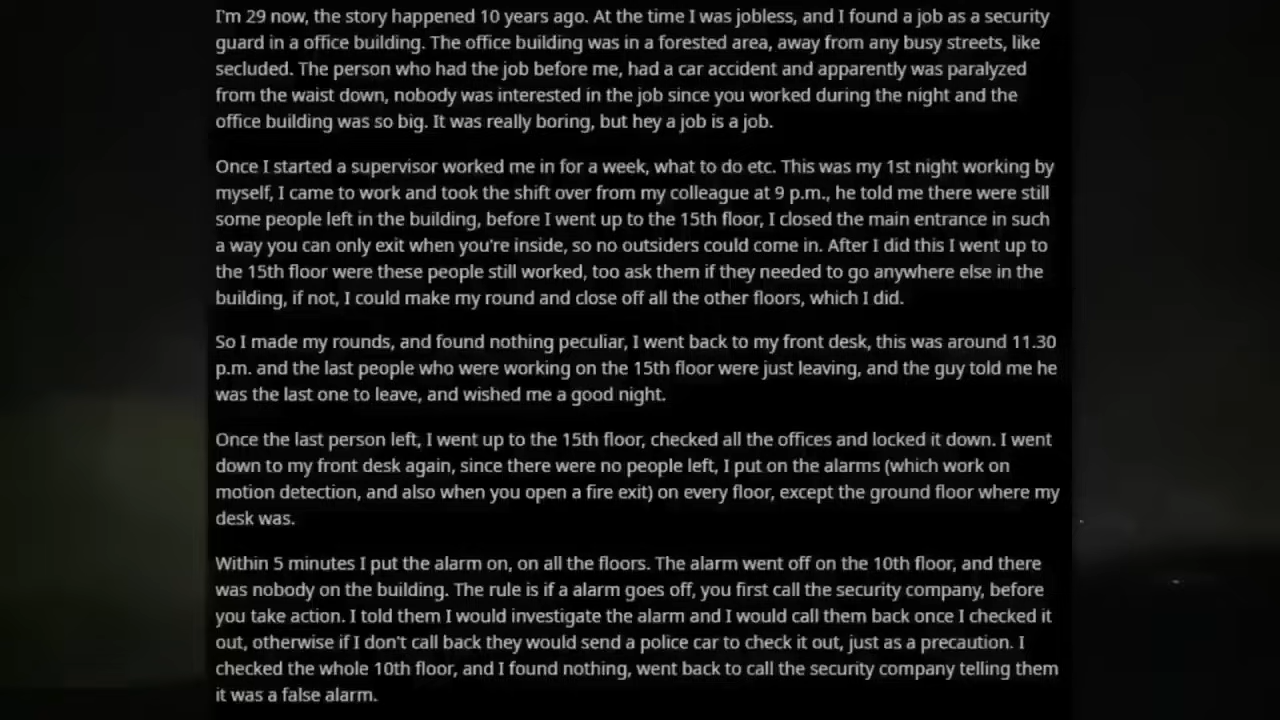 I'm 29 now, the story happened 10 years ago. At the time I was jobless, and I found a job as a security
guard in a office building. The office building was in a forested area, away from any busy streets, like
secluded. The person who had the job before me, had a car accident and apparently was paralyzed
from the waist down, nobody was interested in the job since you worked during the night and the
office building was so big. It was really boring, but hey a job is a job.
Once I started a supervisor worked me in for a week, what to do etc. This was my 1st night working by
myself, I came to work and took the shift over from my colleague at 9 p.m., he told me there were still
some people left in the building, before I went up to the 15th floor, I closed the main entrance in such
a way you can only exit when you're inside, so no outsiders could come in. After I did this I went up to
the 15th floor were these people still worked, too ask them if they needed to go anywhere else in the
building, if not, I could make my round and close off all the other floors, which I did.
So I made my rounds, and found nothing peculiar, I went back to my front desk, this was around 11.30
p.m. and the last people who were working on the 15th floor were just leaving, and the guy told me he
was the last one to leave, and wished me a good night.
Once the last person left, I went up to the 15th floor, checked all the offices and locked it down. I went
down to my front desk again, since there were no people left, I put on the alarms (which work on
motion detection, and also when you open a fire exit) on every floor, except the ground floor where my
desk was.
Within 5 minutes I put the alarm on, on all the floors. The alarm went off on the 10th floor, and there
was nobody on the building. The rule is if a alarm goes off, you first call the security company, before
you take action. I told them I would investigate the alarm and I would call them back once I checked it
out, otherwise if I don't call back they would send a police car to check it out, just as a precaution. I
checked the whole 10th floor, and I found nothing, went back to call the security company telling them
it was a false alarm.